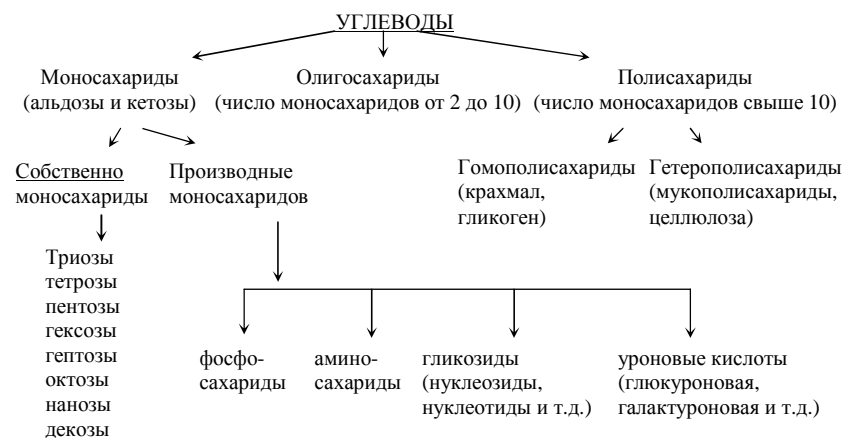 УГЛЕВОДЫ
Моносахариды
(альдозы и кетозы)
Олигосахариды
(число моносахаридов от 2 до 10)
Полисахариды
(число моносахаридов свыше 10)
Собственно
моносахариды
Производные
моносахаридов
Гомополисахариды
(крахмал,
гликоген)
Гетерополисахариды
(мукополисахариды,
целлюлоза)
Триозы
тетрозы
пентозы
гексозы
гептозы
октозы
нанозы
декозы
фосфо-
сахариды
амино-
сахариды
гликозиды
(нуклеозиды,
нуклеотиды и т.д.)
уроновые кислоты
(глюкуроновая,
галактуроновая и т.д.)